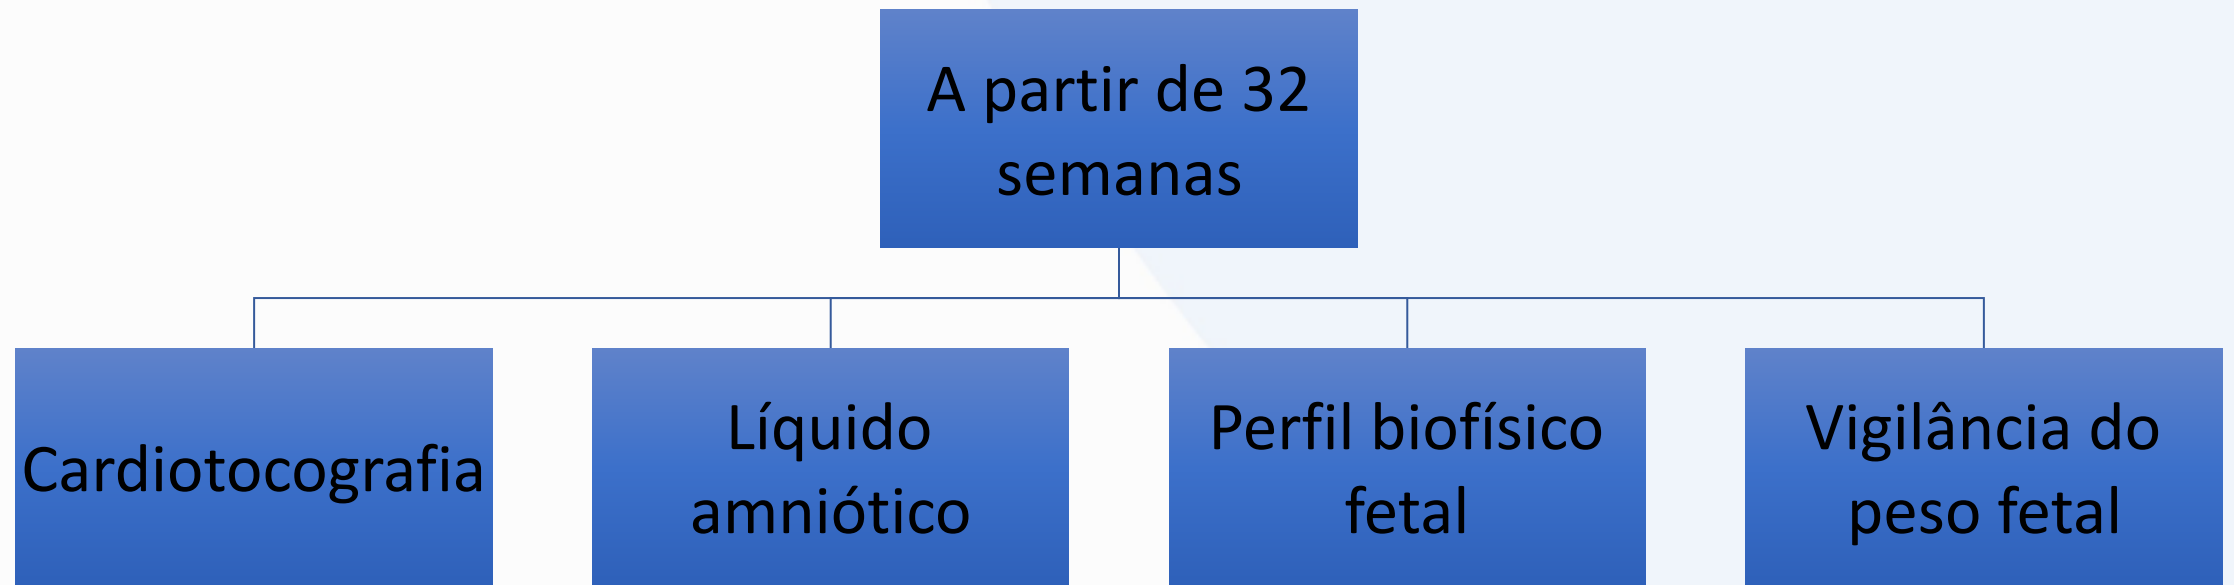 A partir de 32
semanas
Cardiotocografia
Líquido
amniótico
Perfil biofísico
fetal
Vigilância do
peso fetal